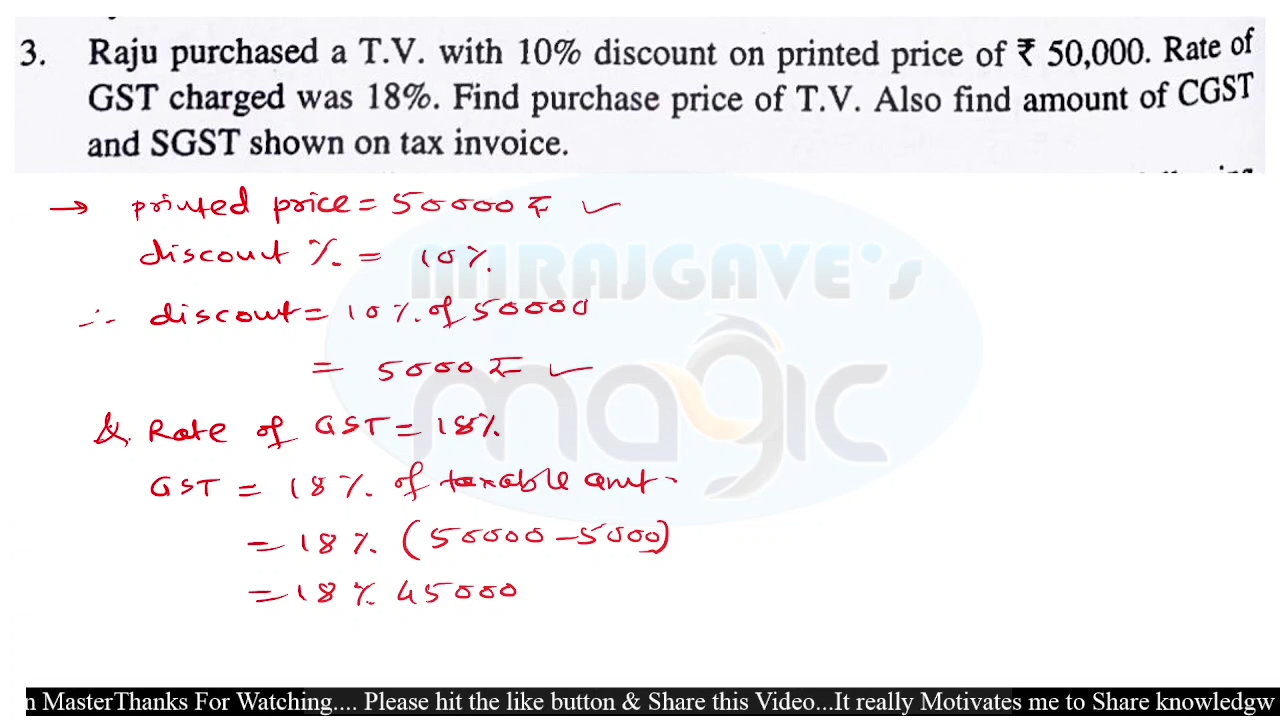 3. Raju purchased a T.V. with 10% discount on printed price of ₹ 50,000. Rate of
GST charged was 18%. Find purchase price of T.V. Also find amount of CGST
and SGST shown on tax invoice.
→ printed price = 50000 ₹ ✓
discount % = 10%
∴ discount = 10% of 50000
= 5000 ₹ ✓
& Rate of GST = 18%
GST = 18% of taxable amt.
= 18% (50000 - 5000)
= 18% 45000
MIRAJGAVE's
magic
n MasterThanks For Watching.... Please hit the like button & Share this Video...It really Motivates me to Share knowledgw